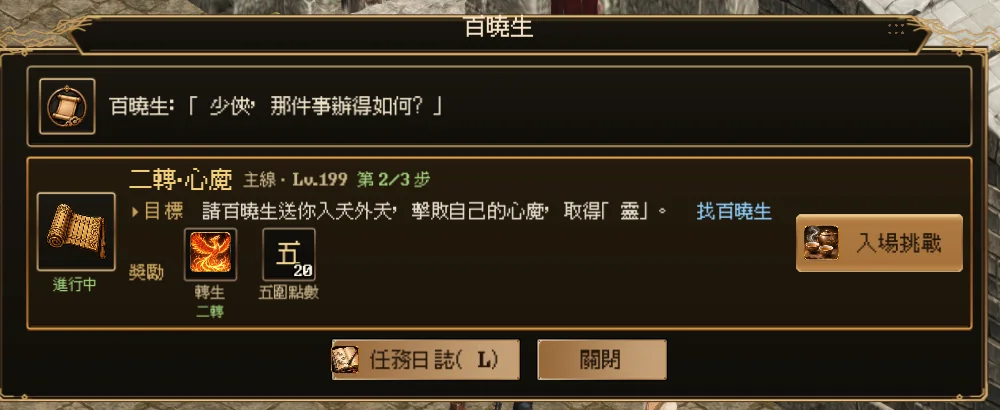 百曉生
百曉生:「 少俠, 那件事辦得如何? 」
二轉·心魔 主線·Lv.199 第2/3步
▸目標 請百曉生送你入天外天, 擊敗自己的心魔, 取得「 靈」。 找百曉生
入場挑戰
進行中
獎勵
20
轉生
二轉
五
五圍點數
任務日誌( L)
關閉